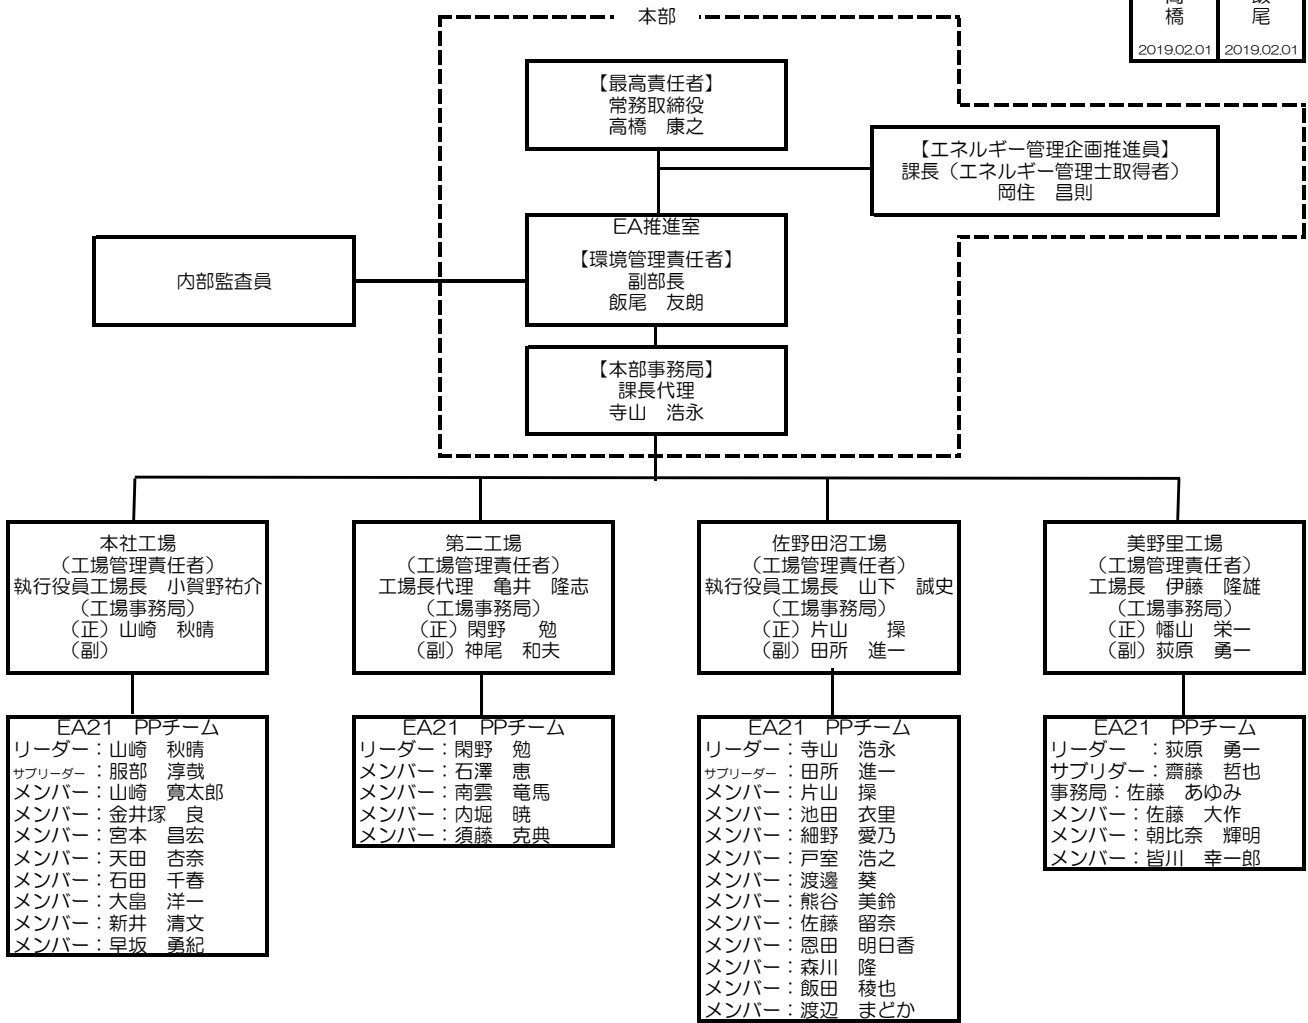 本部
橋
尾
2019.02.01
2019.02.01
【最高責任者】
常務取締役
高橋　康之
【エネルギー管理企画推進員】
課長（エネルギー管理士取得者）
岡住　昌則
EA推進室
【環境管理責任者】
副部長
飯尾　友朗
内部監査員
【本部事務局】
課長代理
寺山　浩永
本社工場
（工場管理責任者）
執行役員工場長　小賀野祐介
（工場事務局）
（正）山崎　秋晴
（副）
第二工場
（工場管理責任者）
工場長代理　亀井　隆志
（工場事務局）
（正）閑野　　勉
（副）神尾　和夫
佐野田沼工場
（工場管理責任者）
執行役員工場長　山下　誠史
（工場事務局）
（正）片山　　操
（副）田所　進一
美野里工場
（工場管理責任者）
工場長　伊藤　隆雄
（工場事務局）
（正）幡山　栄一
（副）荻原　勇一
EA21　PPチーム
リーダー：山崎　秋晴
サブリーダー：服部　淳哉
メンバー：山崎　寛太郎
メンバー：金井塚　良
メンバー：宮本　昌宏
メンバー：天田　杏奈
メンバー：石田　千春
メンバー：大畠　洋一
メンバー：新井　清文
メンバー：早坂　勇紀
EA21　PPチーム
リーダー：閑野　勉
メンバー：石澤　恵
メンバー：南雲　竜馬
メンバー：内堀　暁
メンバー：須藤　克典
EA21　PPチーム
リーダー：寺山　浩永
サブリーダー：田所　進一
メンバー：片山　操
メンバー：池田　衣里
メンバー：細野　愛乃
メンバー：戸室　浩之
メンバー：渡邊　葵
メンバー：熊谷　美鈴
メンバー：佐藤　留奈
メンバー：恩田　明日香
メンバー：森川　隆
メンバー：飯田　稜也
メンバー：渡辺　まどか
EA21　PPチーム
リーダー　：荻原　勇一
サブリダー：齋藤　哲也
事務局：佐藤　あゆみ
メンバー：佐藤　大作
メンバー：朝比奈　輝明
メンバー：皆川　幸一郎